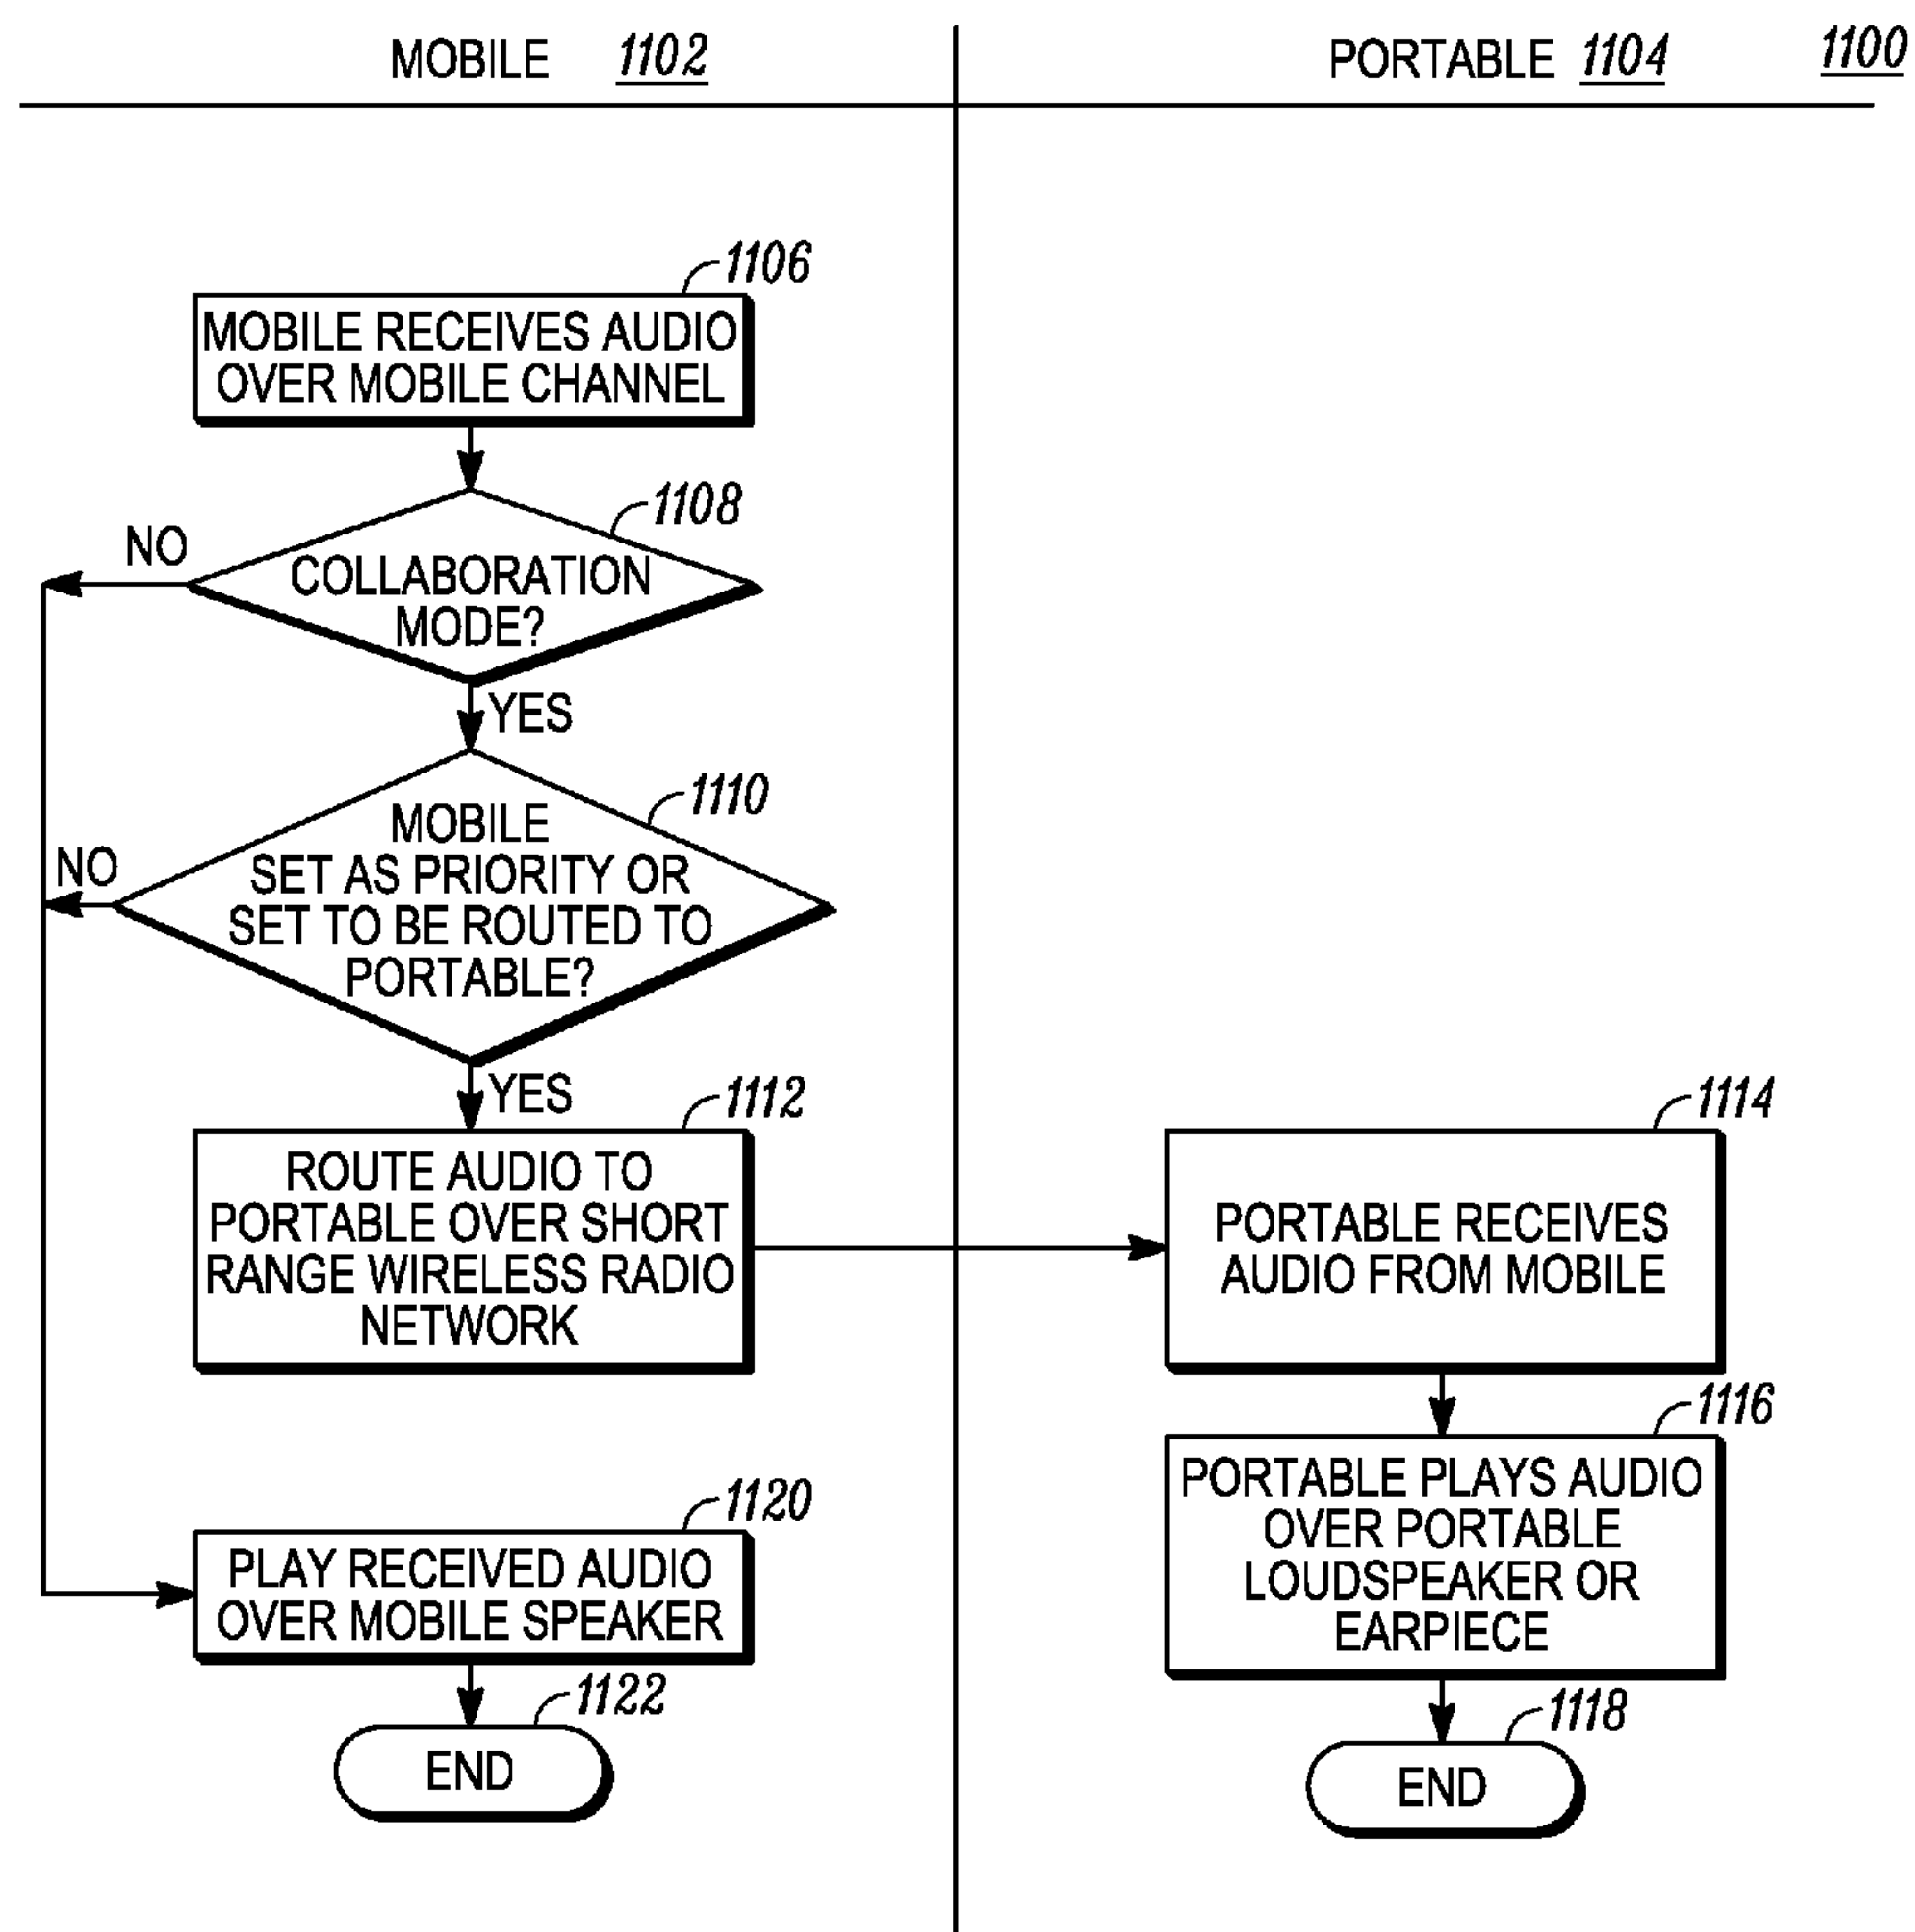 MOBILE 1102
PORTABLE 1104
1100
1106
MOBILE RECEIVES AUDIO
OVER MOBILE CHANNEL
1108
NO
COLLABORATION
MODE?
YES
1110
MOBILE
SET AS PRIORITY OR
SET TO BE ROUTED TO
PORTABLE?
NO
YES
1112
ROUTE AUDIO TO
PORTABLE OVER SHORT
RANGE WIRELESS RADIO
NETWORK
1114
PORTABLE RECEIVES
AUDIO FROM MOBILE
1116
PORTABLE PLAYS AUDIO
OVER PORTABLE
LOUDSPEAKER OR
EARPIECE
1118
END
1120
PLAY RECEIVED AUDIO
OVER MOBILE SPEAKER
1122
END